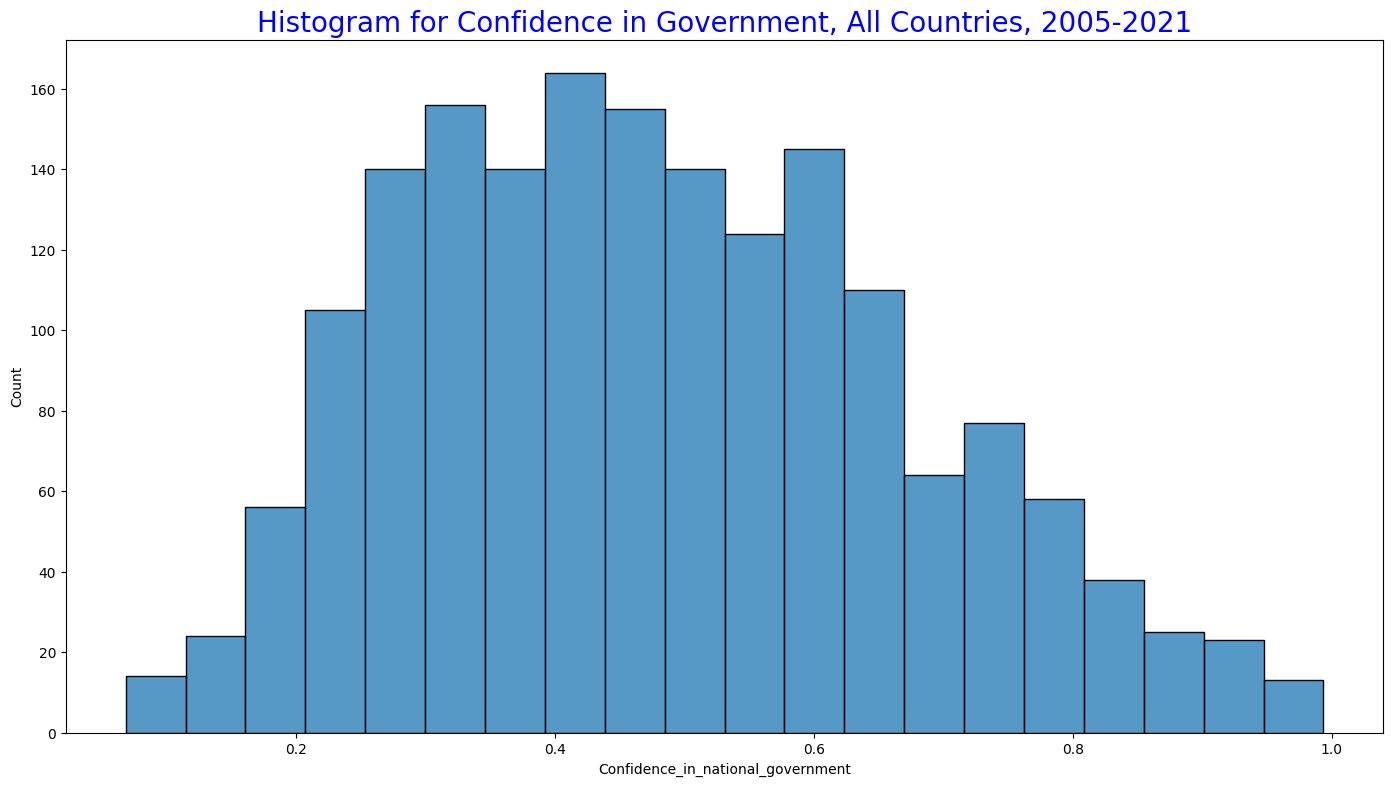 Histogram for Confidence in Government, All Countries, 2005-2021
160
140
120
100
80
60
40
20
0
Count
0.2 0.4 0.6 0.8 1.0
Confidence_in_national_government